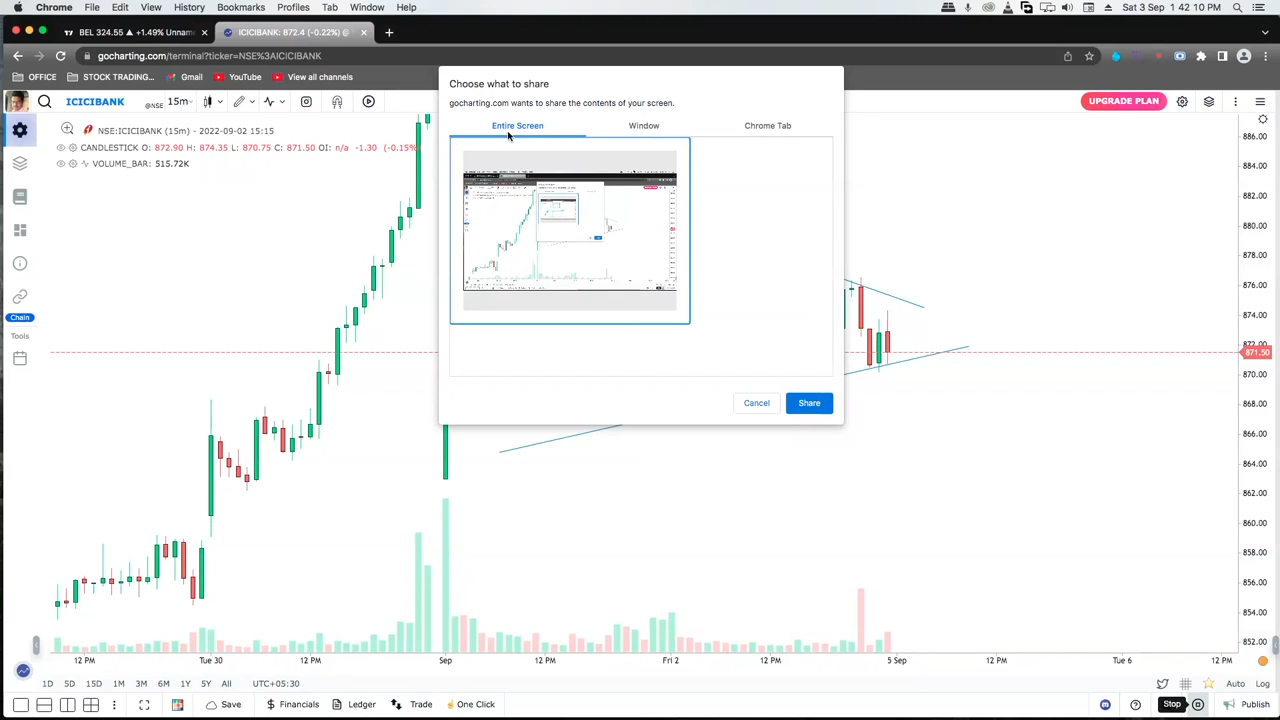 Chrome File Edit View History Bookmarks Profiles Tab Window Help Sat 3 Sep 1:42:10 PM
BEL 324.55 ▲ +1.49% Unnam ICICIBANK: 872.4 (-0.22%) @
gocharting.com/terminal?ticker=NSE%3AICICIBANK
OFFICE STOCK TRADING... Gmail YouTube View all channels
ICICIBANK @NSE 15m UPGRADE PLAN
NSE:ICICIBANK (15m) - 2022-09-02 15:15
CANDLESTICK O: 872.90 H: 874.35 L: 870.75 C: 871.50 OI: n/a -1.30 (-0.15%)
VOLUME_BAR: 515.72K
Choose what to share
gocharting.com wants to share the contents of your screen.
Entire Screen Window Chrome Tab
Cancel Share
Chain
Tools
886.00
884.00
882.00
880.00
878.00
876.00
874.00
872.00
871.50
870.00
868.00
866.00
864.00
862.00
860.00
858.00
856.00
854.00
852.00
12 PM Tue 30 12 PM Sep 12 PM Fri 2 12 PM 5 Sep 12 PM Tue 6 12 PM
1D 5D 15D 1M 3M 6M 1Y 5Y All UTC+05:30 Auto Log
Save Financials Ledger Trade One Click Stop Publish